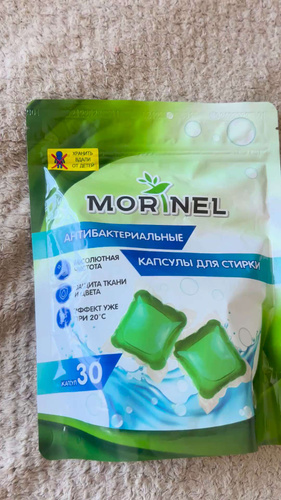 ХРАНИТЬ
ВДАЛИ
ОТ ДЕТЕЙ
MORINEL
АНТИБАКТЕРИАЛЬНЫЕ
КАПСУЛЫ ДЛЯ СТИРКИ
АБСОЛЮТНАЯ
ЧИСТОТА
ЗАЩИТА ТКАНИ
И ЦВЕТА
ЭФФЕКТ УЖЕ
ПРИ 20°C
30
КАПСУЛ